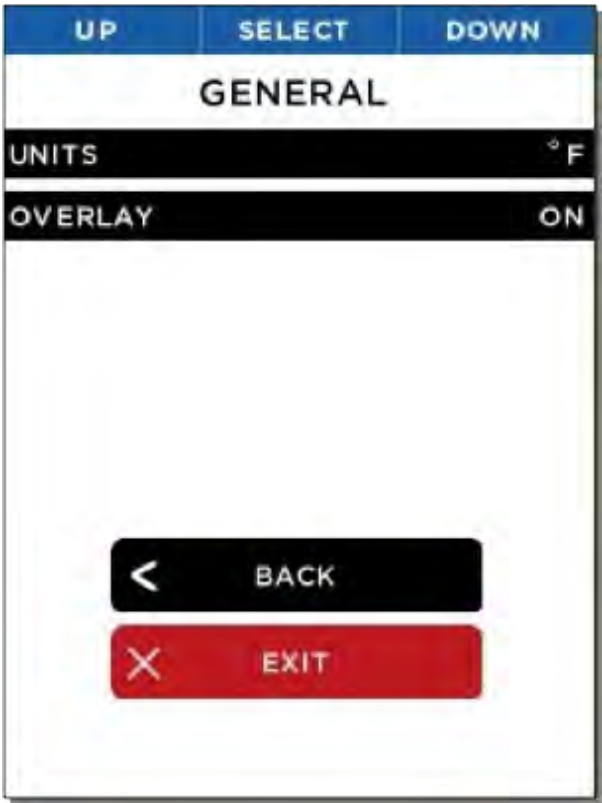 UP SELECT DOWN
GENERAL
UNITS °F
OVERLAY ON
< BACK
X EXIT